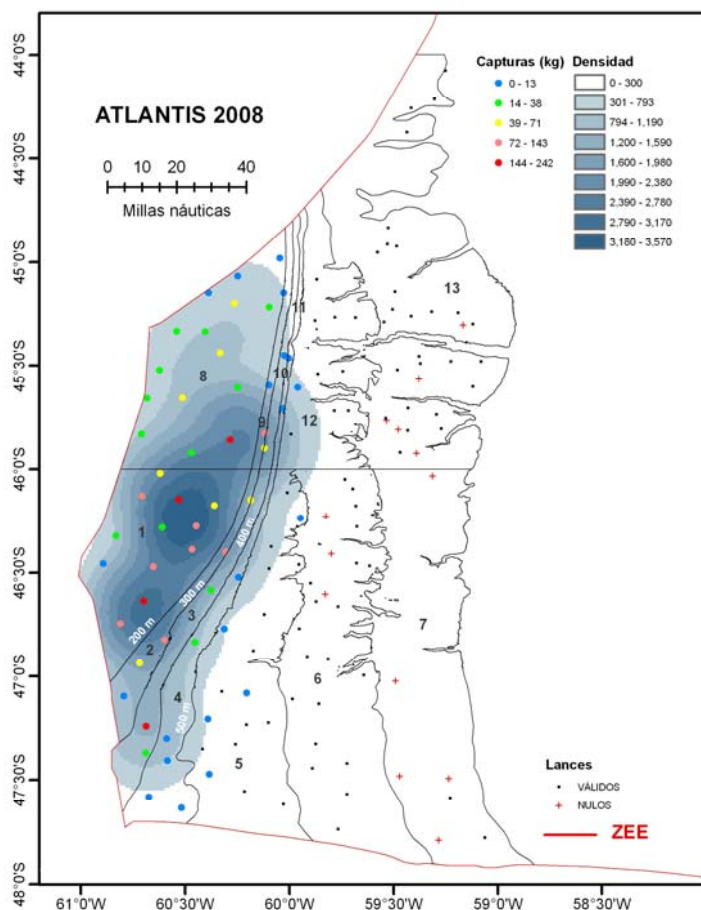 ATLANTIS 2008
0 20 40
Millas náuticas
Capturas (kg)
0 - 13
14 - 38
39 - 71
72 - 143
144 - 242
Densidad
0 - 300
301 - 793
794 - 1,190
1,200 - 1,590
1,600 - 1,980
1,990 - 2,380
2,390 - 2,780
2,790 - 3,170
3,180 - 3,570
44°0'S
44°30'S
45°0'S
45°30'S
46°0'S
46°30'S
47°0'S
47°30'S
48°0'S
13
11
8
10
12
9
1
400 m
300 m
3
200 m
2
7
6
4
500 m
5
Lances
VÁLIDOS
NULOS
ZEE
61°0'W
60°30'W
60°0'W
59°30'W
59°0'W
58°30'W